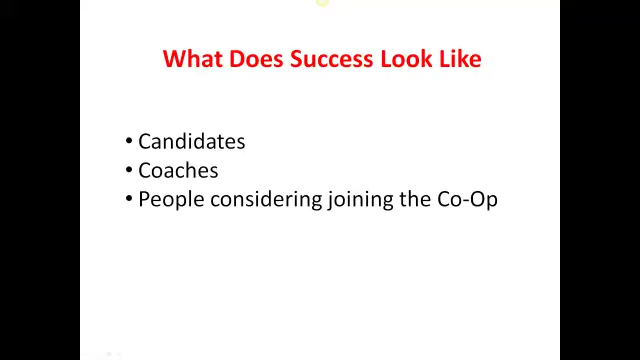 What Does Success Look Like
• Candidates
• Coaches
• People considering joining the Co-Op